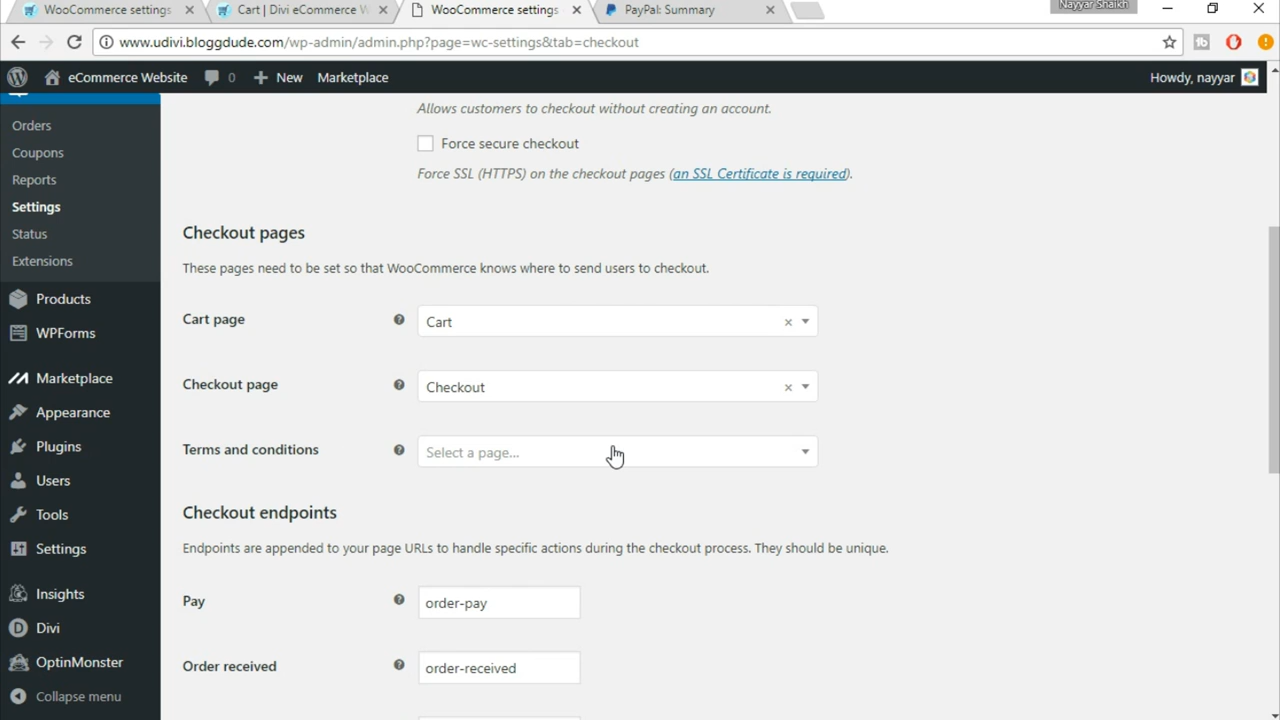 WooCommerce settings
Cart | Divi eCommerce W
WooCommerce settings
PayPal: Summary
Nayyar Shaikh
www.udivi.bloggdude.com/wp-admin/admin.php?page=wc-settings&tab=checkout
eCommerce Website
0
New
Marketplace
Howdy, nayyar
Orders
Coupons
Reports
Settings
Status
Extensions
Products
WPForms
Marketplace
Appearance
Plugins
Users
Tools
Settings
Insights
Divi
OptinMonster
Collapse menu
Allows customers to checkout without creating an account.
Force secure checkout
Force SSL (HTTPS) on the checkout pages (an SSL Certificate is required).
Checkout pages
These pages need to be set so that WooCommerce knows where to send users to checkout.
Cart page
Cart
Checkout page
Checkout
Terms and conditions
Select a page...
Checkout endpoints
Endpoints are appended to your page URLs to handle specific actions during the checkout process. They should be unique.
Pay
order-pay
Order received
order-received